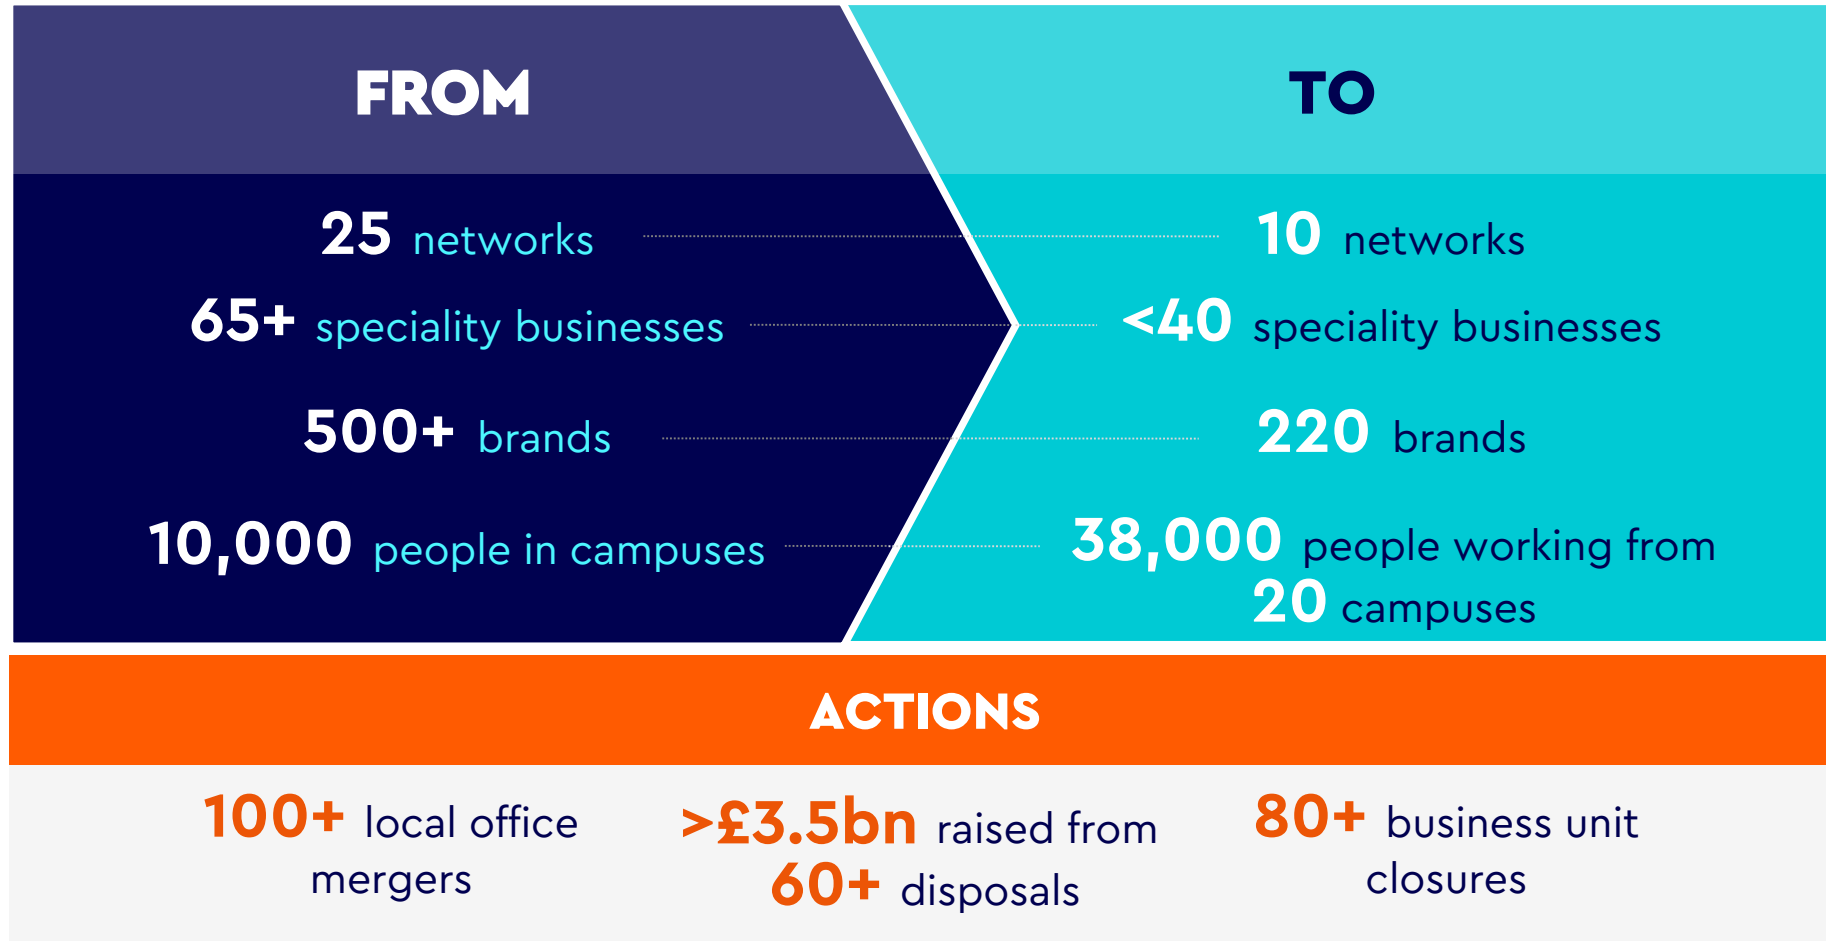 FROM
TO
25 networks
10 networks
65+ speciality businesses
<40 speciality businesses
500+ brands
220 brands
10,000 people in campuses
38,000 people working from
20 campuses
ACTIONS
100+ local office
mergers
>£3.5bn raised from
60+ disposals
80+ business unit
closures